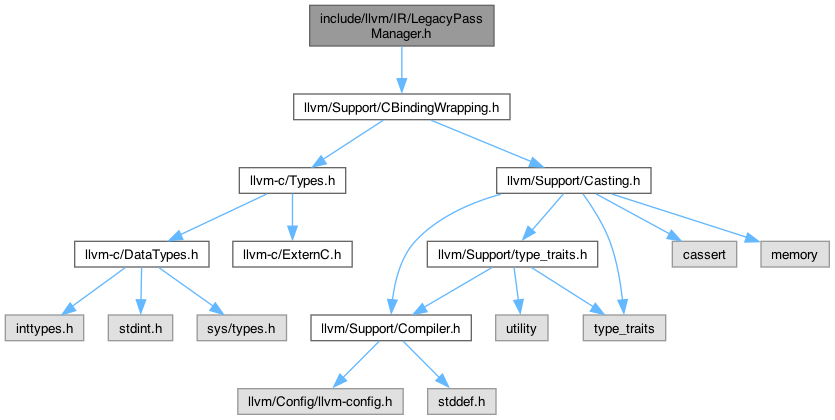 include/llvm/IR/LegacyPass
Manager.h
llvm/Support/CBindingWrapping.h
llvm-c/Types.h
llvm/Support/Casting.h
llvm-c/DataTypes.h
llvm-c/ExternC.h
llvm/Support/type_traits.h
cassert
memory
inttypes.h
stdint.h
sys/types.h
llvm/Support/Compiler.h
utility
type_traits
llvm/Config/llvm-config.h
stddef.h